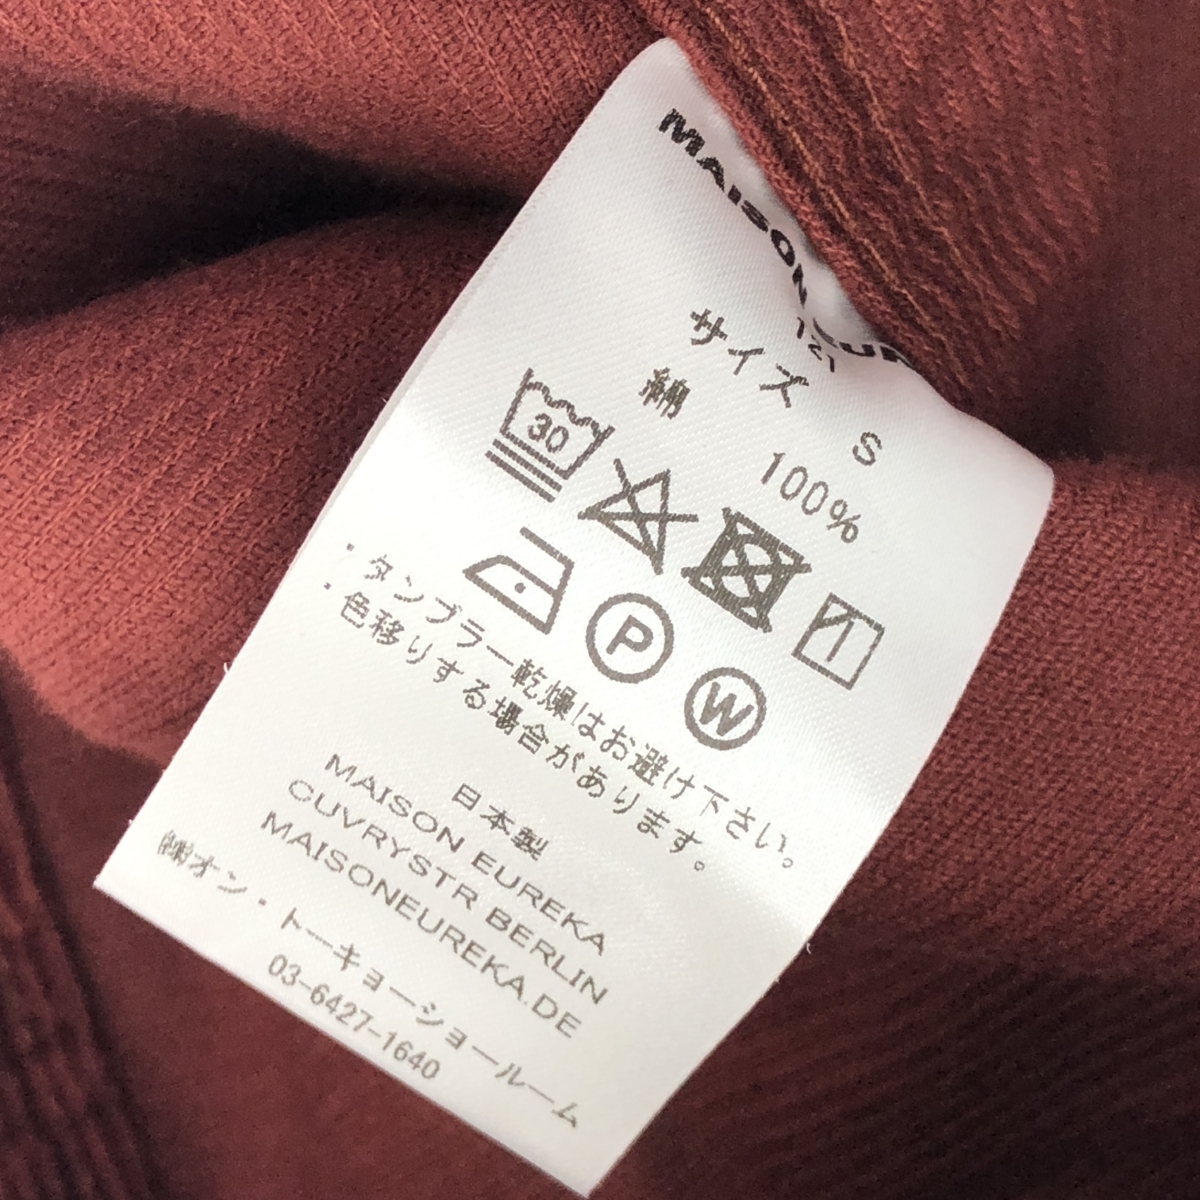 MAISON EUR
サイズ S
綿 100%
30
P W
・タンブラー乾燥はお避け下さい。
・色移りする場合があります。
日本製
MAISON EUREKA
CUVRYSTR BERLIN
MAISONEUREKA.DE
㈱オン・トーキョーショールーム
03-6427-1640